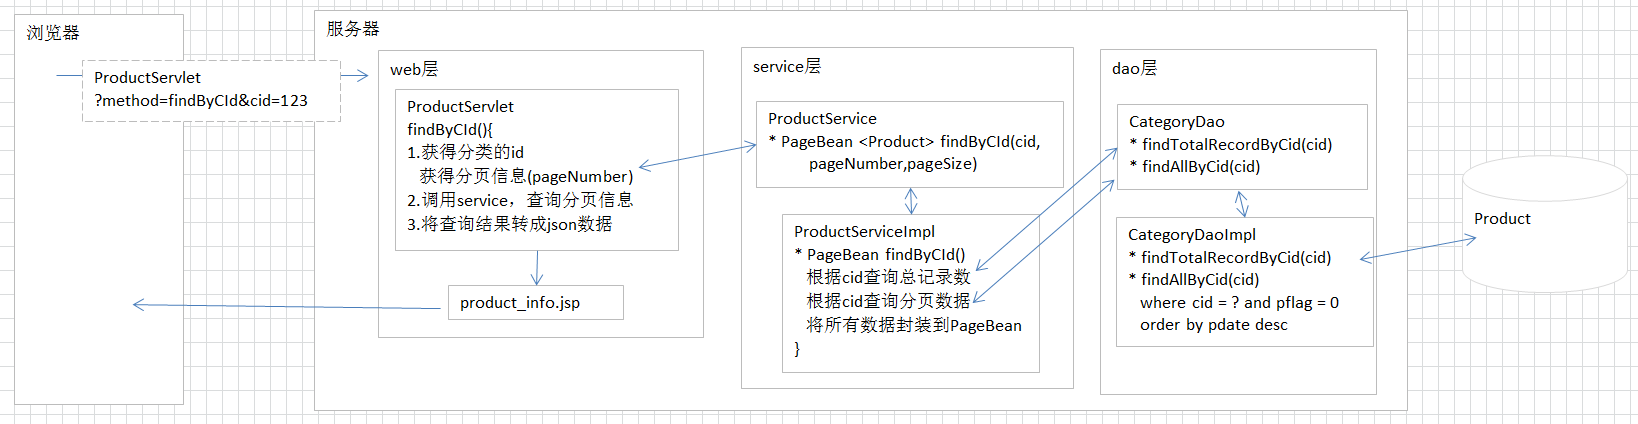 浏览器
ProductServlet
?method=findByCId&cid=123
服务器
web层
ProductServlet
findByCId(){
1.获得分类的id
获得分页信息(pageNumber)
2.调用service，查询分页信息
3.将查询结果转成json数据
product_info.jsp
service层
ProductService
* PageBean <Product> findByCId(cid,
pageNumber,pageSize)
ProductServiceImpl
* PageBean findByCId()
根据cid查询总记录数
根据cid查询分页数据
将所有数据封装到PageBean
}
dao层
CategoryDao
* findTotalRecordByCid(cid)
* findAllByCid(cid)
CategoryDaoImpl
* findTotalRecordByCid(cid)
* findAllByCid(cid)
where cid = ? and pflag = 0
order by pdate desc
Product